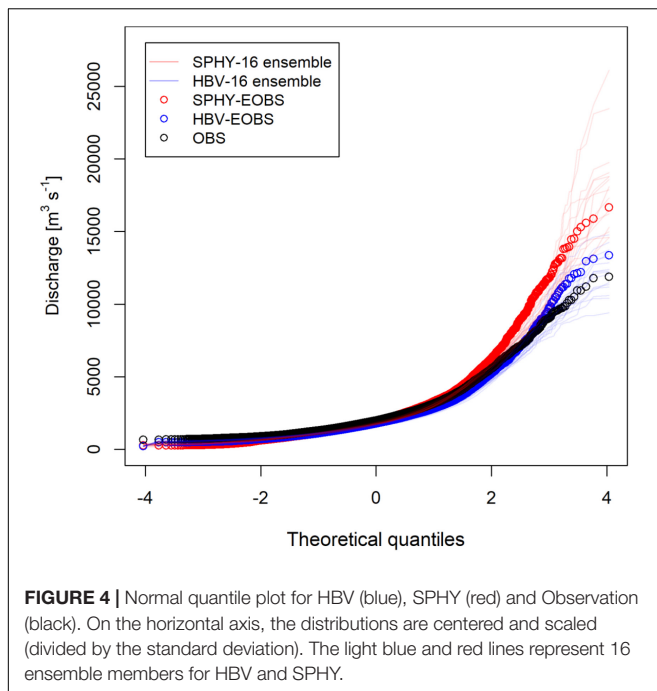 SPHY-16 ensemble
HBV-16 ensemble
SPHY-EOBS
HBV-EOBS
OBS
Discharge [m³ s⁻¹]
25000
20000
15000
10000
5000
0
-4
-2
0
2
4
Theoretical quantiles
FIGURE 4 | Normal quantile plot for HBV (blue), SPHY (red) and Observation
(black). On the horizontal axis, the distributions are centered and scaled
(divided by the standard deviation). The light blue and red lines represent 16
ensemble members for HBV and SPHY.